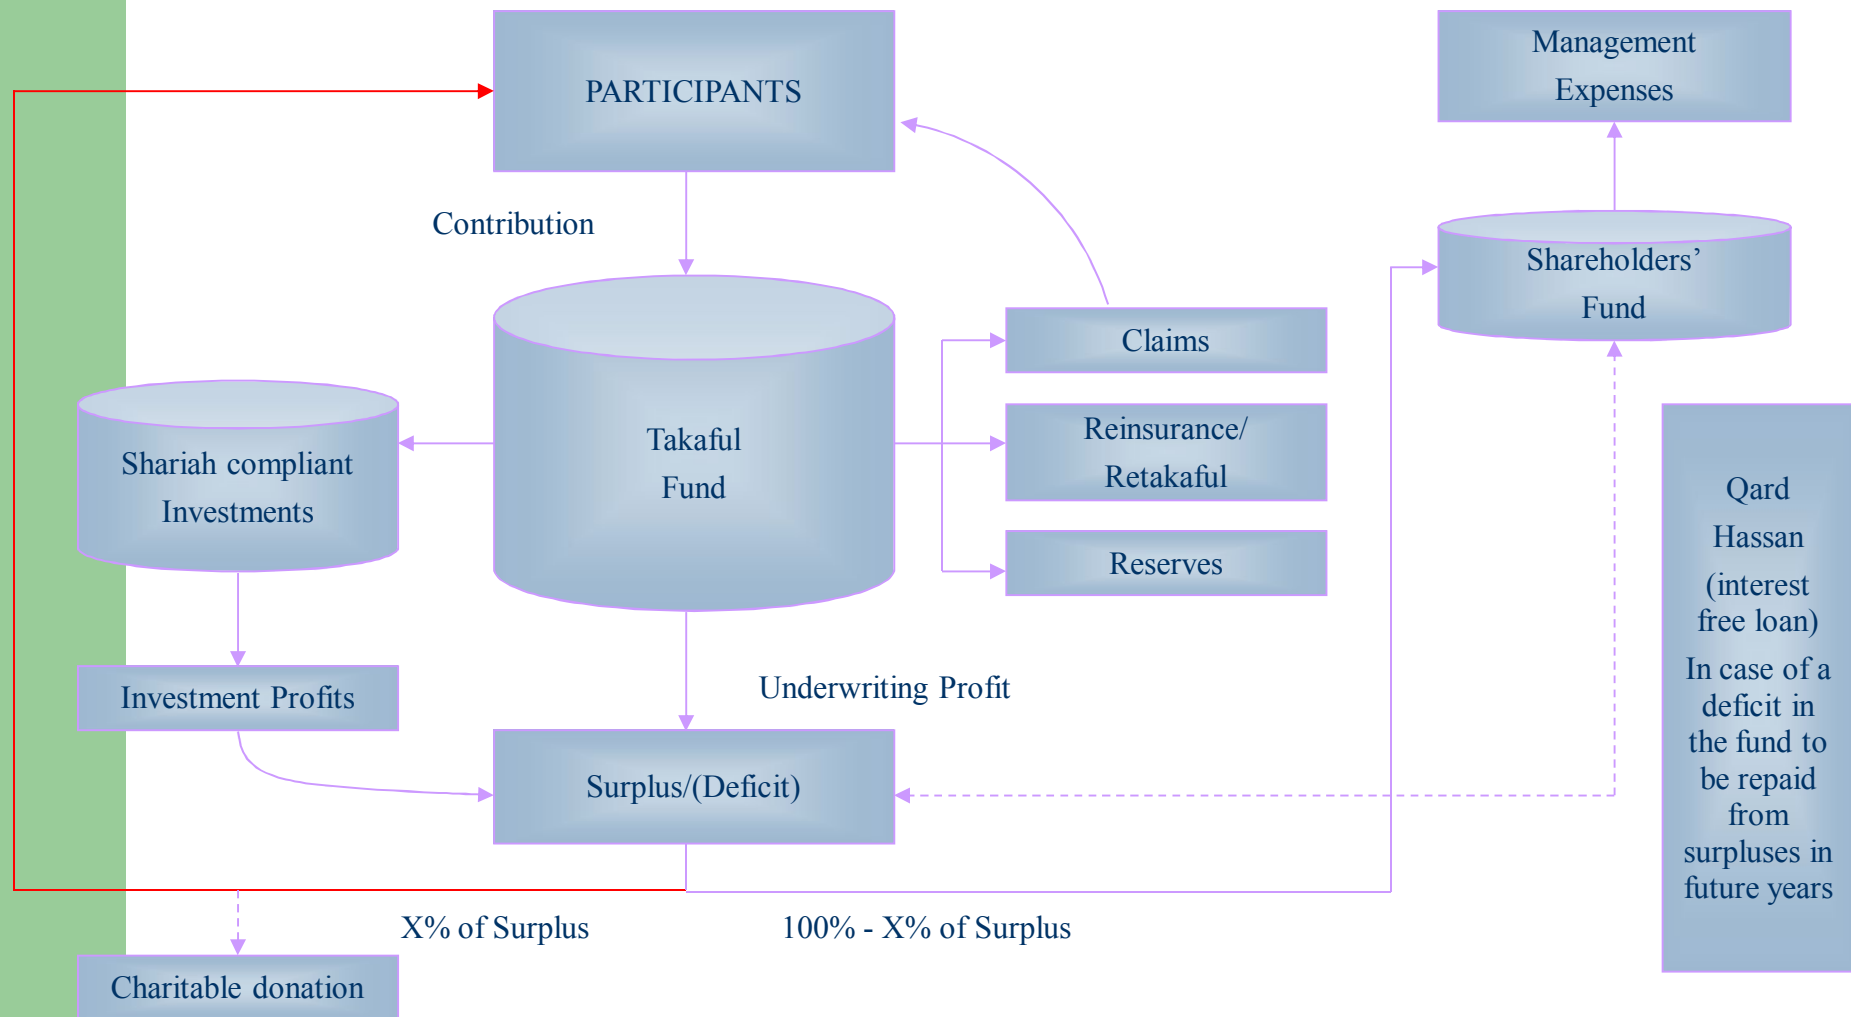 PARTICIPANTS
Management
Expenses
Contribution
Shareholders’
Fund
Claims
Takaful
Fund
Reinsurance/
Retakaful
Shariah compliant
Investments
Reserves
Qard
Hassan
(interest
free loan)
In case of a
deficit in
the fund to
be repaid
from
surpluses in
future years
Investment Profits
Underwriting Profit
Surplus/(Deficit)
X% of Surplus
100% - X% of Surplus
Charitable donation